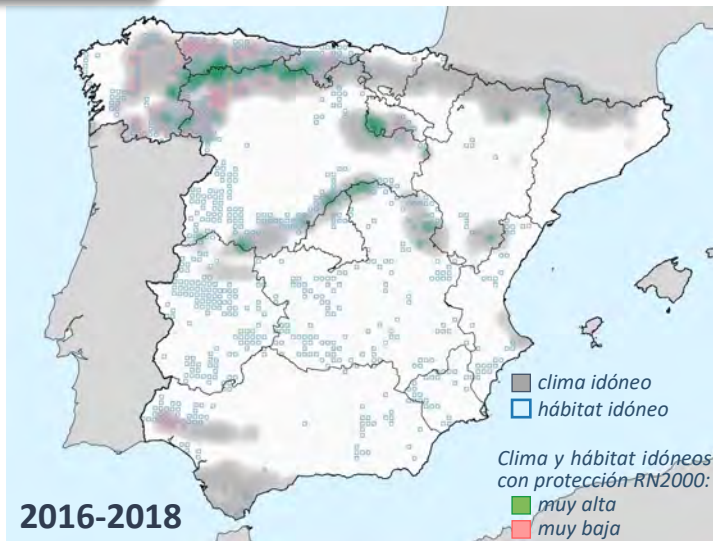 clima idóneo
hábitat idóneo
Clima y hábitat idóneos
con protección RN2000:
muy alta
muy baja
2016-2018